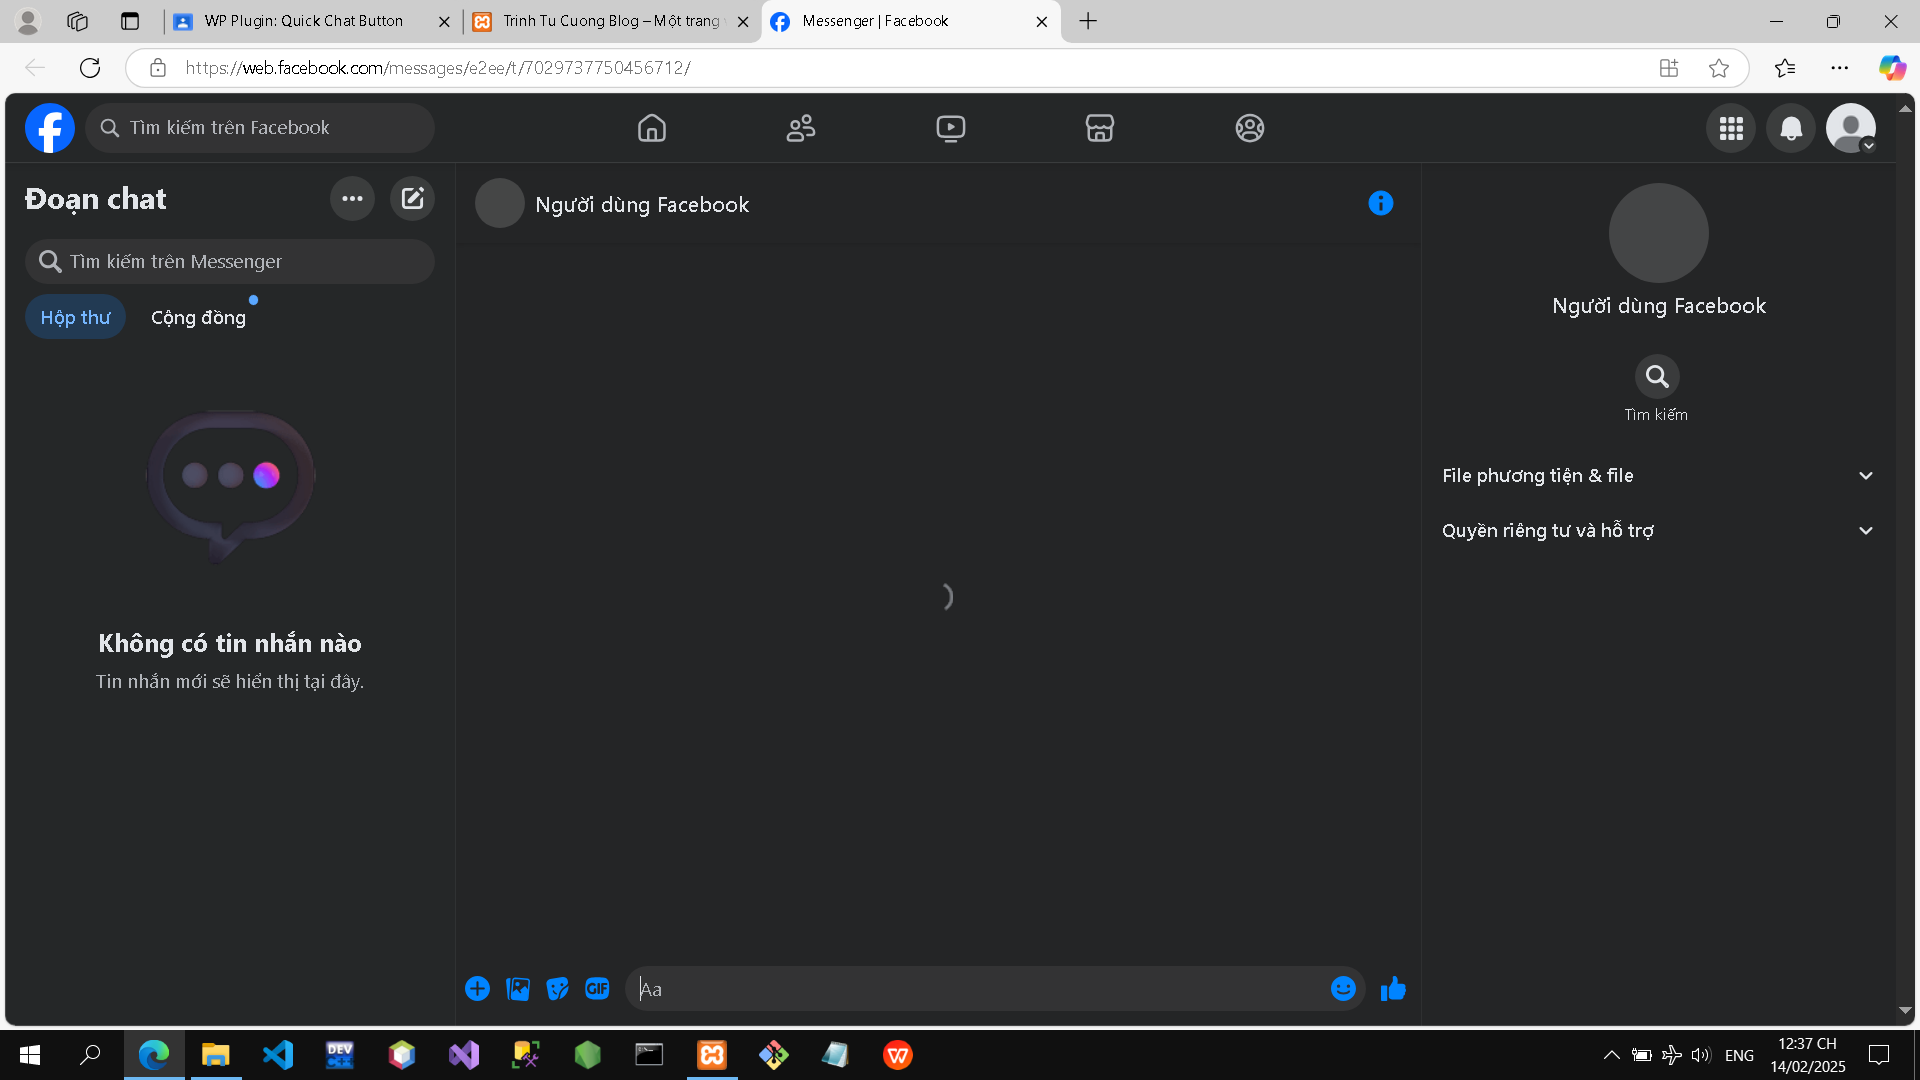 WP Plugin: Quick Chat Button
Trinh Tu Cuong Blog – Một trang
Messenger | Facebook
https://web.facebook.com/messages/e2ee/t/7029737750456712/
Tìm kiếm trên Facebook
Đoạn chat
Tìm kiếm trên Messenger
Hộp thư
Cộng đồng
Không có tin nhắn nào
Tin nhắn mới sẽ hiển thị tại đây.
Người dùng Facebook
GIF
Aa
Người dùng Facebook
Tìm kiếm
File phương tiện & file
Quyền riêng tư và hỗ trợ
DEV
C++
ENG
12:37 CH
14/02/2025